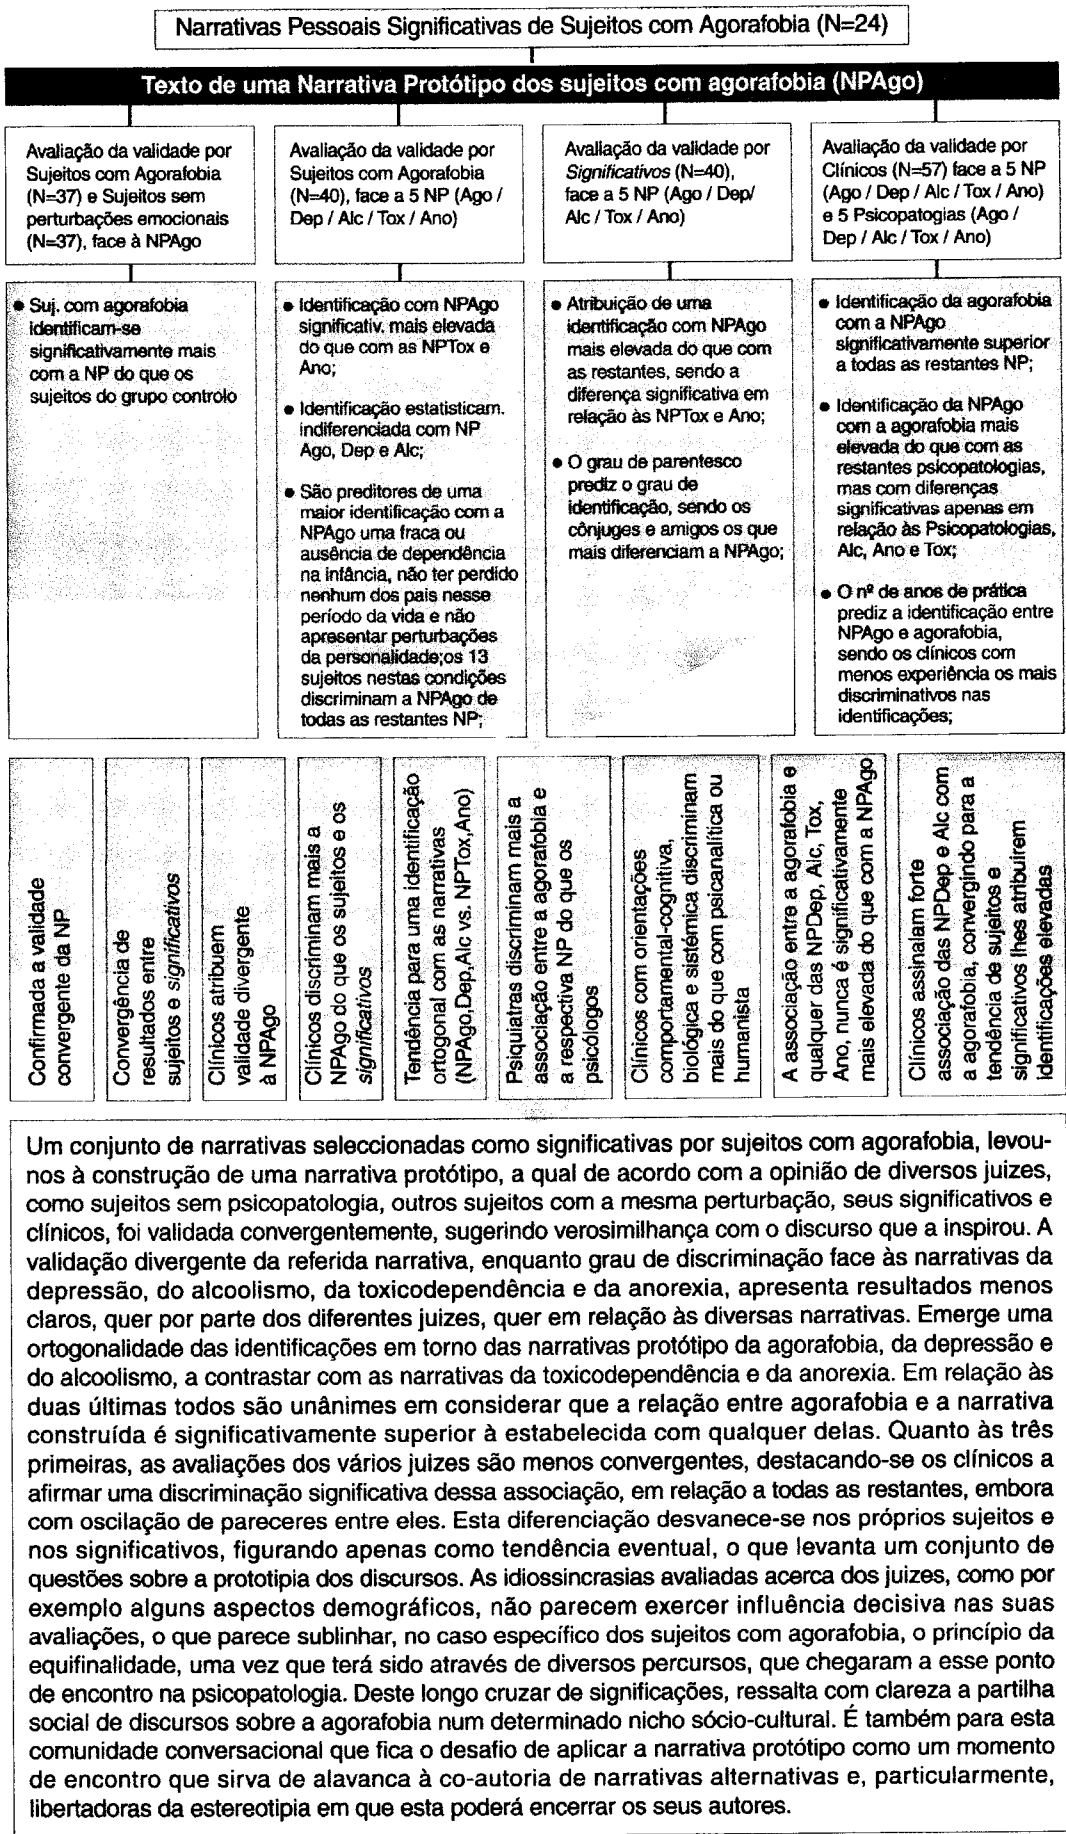 Narrativas Pessoais Significativas de Sujeitos com Agorafobia (N=24)
Texto de uma Narrativa Protótipo dos sujeitos com agorafobia (NPAgo)
Avaliação da validade por
Sujeitos com Agorafobia
(N=37) e Sujeitos sem
perturbações emocionais
(N=37), face à NPAgo
Avaliação da validade por
Sujeitos com Agorafobia
(N=40), face a 5 NP (Ago /
Dep / Alc / Tox / Ano)
Avaliação da validade por
Significativos (N=40),
face a 5 NP (Ago / Dep/
Alc / Tox / Ano)
Avaliação da validade por
Clínicos (N=57) face a 5 NP
(Ago / Dep / Alc / Tox / Ano)
e 5 Psicopatogias (Ago /
Dep / Alc / Tox / Ano)
● Suj. com agorafobia
identificam-se
significativamente mais
com a NP do que os
sujeitos do grupo controlo
● Identificação com NPAgo
significativ. mais elevada
do que com as NPTox e
Ano;
● Identificação estatisticam.
indiferenciada com NP
Ago, Dep e Alc;
● São preditores de uma
maior identificação com a
NPAgo uma fraca ou
ausência de dependência
na infância, não ter perdido
nenhum dos pais nesse
período da vida e não
apresentar perturbações
da personalidade;os 13
sujeitos nestas condições
discriminam a NPAgo de
todas as restantes NP;
● Atribuição de uma
identificação com NPAgo
mais elevada do que com
as restantes, sendo a
diferença significativa em
relação às NPTox e Ano;
● O grau de parentesco
prediz o grau de
identificação, sendo os
cônjuges e amigos os que
mais diferenciam a NPAgo;
● Identificação da agorafobia
com a NPAgo
significativamente superior
a todas as restantes NP;
● Identificação da NPAgo
com a agorafobia mais
elevada do que com as
restantes psicopatologias,
mas com diferenças
significativas apenas em
relação às Psicopatologias,
Alc, Ano e Tox;
● O nº de anos de prática
prediz a identificação entre
NPAgo e agorafobia,
sendo os clínicos com
menos experiência os mais
discriminativos nas
identificações;
Confirmada a validade
convergente da NP
Convergência de
resultados entre
sujeitos e significativos
Clínicos atribuem
validade divergente
à NPAgo
Clínicos discriminam mais a
NPAgo do que os sujeitos e os
significativos
Tendência para uma identificação
ortogonal com as narrativas
(NPAgo,Dep,Alc vs. NPTox,Ano)
Psiquiatras discriminam mais a
associação entre a agorafobia e
a respectiva NP do que os
psicólogos
Clínicos com orientações
comportamental-cognitiva,
biológica e sistémica discriminam
mais do que com psicanalítica ou
humanista
A associação entre a agorafobia e
qualquer das NPDep, Alc, Tox,
Ano, nunca é significativamente
mais elevada do que com a NPAgo
Clínicos assinalam forte
associação das NPDep e Alc com
a agorafobia, convergindo para a
tendência de sujeitos e
significativos lhes atribuírem
identificações elevadas
Um conjunto de narrativas seleccionadas como significativas por sujeitos com agorafobia, levou-
nos à construção de uma narrativa protótipo, a qual de acordo com a opinião de diversos juizes,
como sujeitos sem psicopatologia, outros sujeitos com a mesma perturbação, seus significativos e
clínicos, foi validada convergentemente, sugerindo verosimilhança com o discurso que a inspirou. A
validação divergente da referida narrativa, enquanto grau de discriminação face às narrativas da
depressão, do alcoolismo, da toxicodependência e da anorexia, apresenta resultados menos
claros, quer por parte dos diferentes juizes, quer em relação às diversas narrativas. Emerge uma
ortogonalidade das identificações em torno das narrativas protótipo da agorafobia, da depressão e
do alcoolismo, a contrastar com as narrativas da toxicodependência e da anorexia. Em relação às
duas últimas todos são unânimes em considerar que a relação entre agorafobia e a narrativa
construída é significativamente superior à estabelecida com qualquer delas. Quanto às três
primeiras, as avaliações dos vários juizes são menos convergentes, destacando-se os clínicos a
afirmar uma discriminação significativa dessa associação, em relação a todas as restantes, embora
com oscilação de pareceres entre eles. Esta diferenciação desvanece-se nos próprios sujeitos e
nos significativos, figurando apenas como tendência eventual, o que levanta um conjunto de
questões sobre a prototipia dos discursos. As idiossincrasias avaliadas acerca dos juizes, como por
exemplo alguns aspectos demográficos, não parecem exercer influência decisiva nas suas
avaliações, o que parece sublinhar, no caso específico dos sujeitos com agorafobia, o princípio da
equifinalidade, uma vez que terá sido através de diversos percursos, que chegaram a esse ponto
de encontro na psicopatologia. Deste longo cruzar de significações, ressalta com clareza a partilha
social de discursos sobre a agorafobia num determinado nicho sócio-cultural. É também para esta
comunidade conversacional que fica o desafio de aplicar a narrativa protótipo como um momento
de encontro que sirva de alavanca à co-autoria de narrativas alternativas e, particularmente,
libertadoras da estereotipia em que esta poderá encerrar os seus autores.